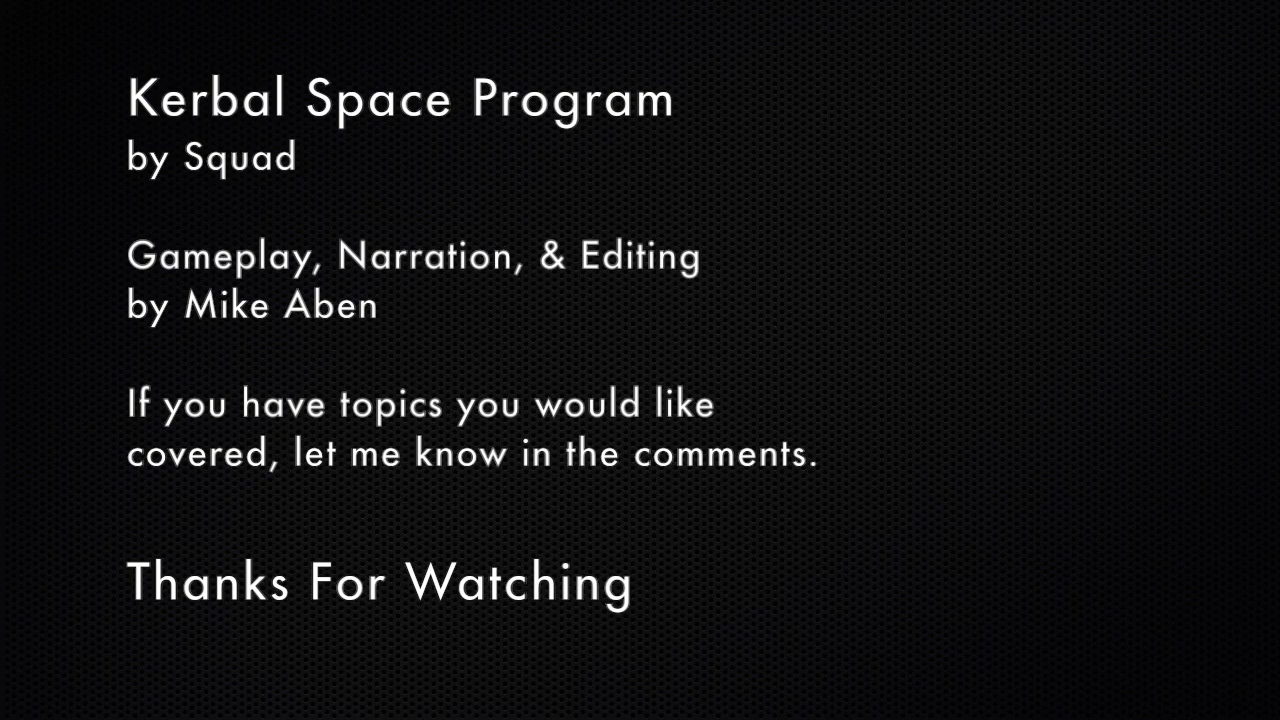 Kerbal Space Program
by Squad
Gameplay, Narration, & Editing
by Mike Aben
If you have topics you would like
covered, let me know in the comments.
Thanks For Watching